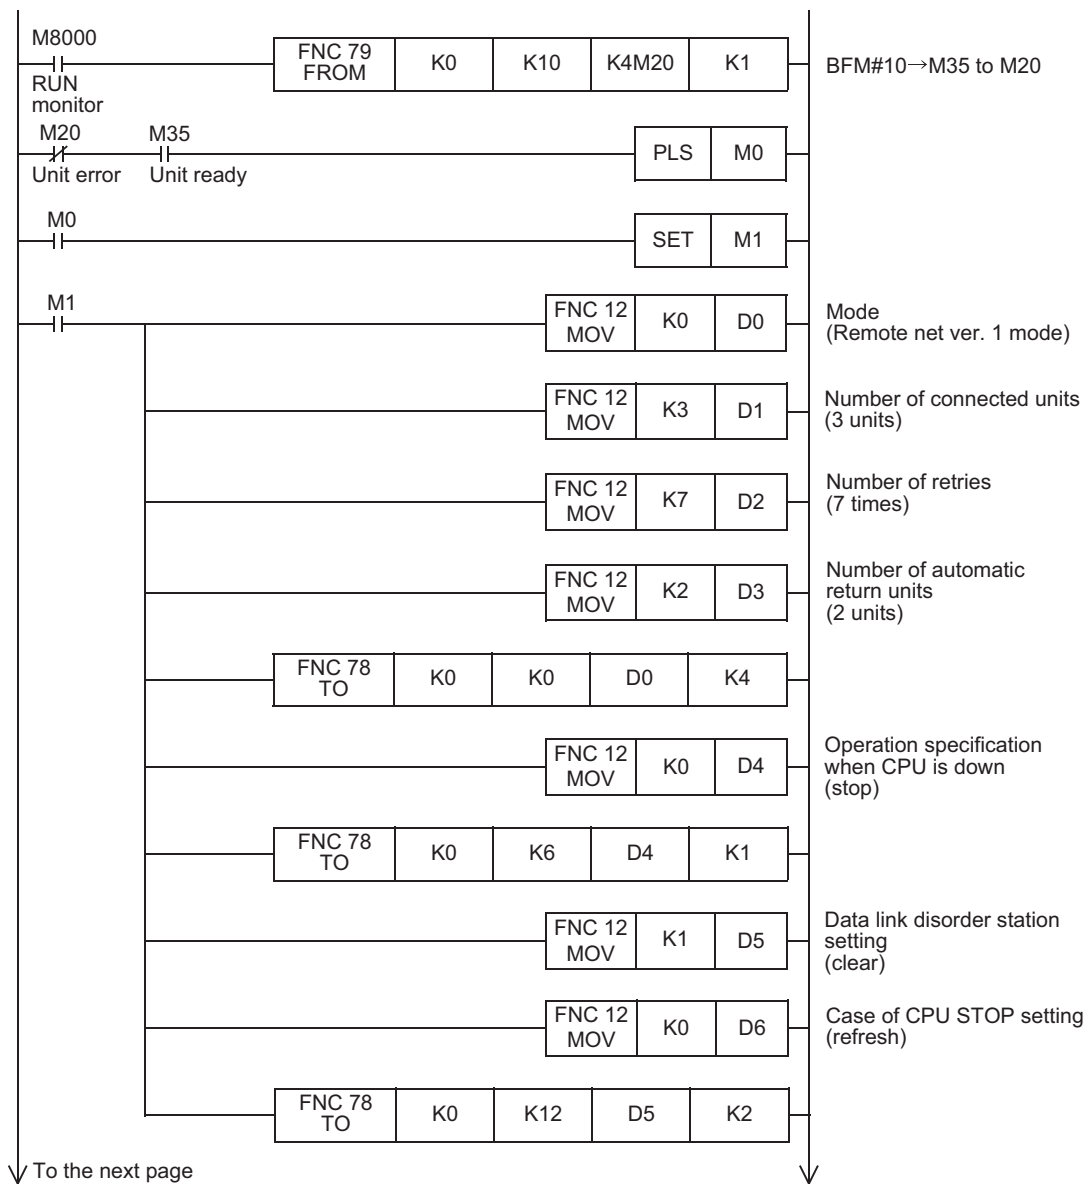 M8000
RUN
monitor
FNC 79
FROM
K0
K10
K4M20
K1
BFM#10→M35 to M20
M20
Unit error
M35
Unit ready
PLS
M0
M0
SET
M1
M1
FNC 12
MOV
K0
D0
Mode
(Remote net ver. 1 mode)
FNC 12
MOV
K3
D1
Number of connected units
(3 units)
FNC 12
MOV
K7
D2
Number of retries
(7 times)
FNC 12
MOV
K2
D3
Number of automatic
return units
(2 units)
FNC 78
TO
K0
K0
D0
K4
FNC 12
MOV
K0
D4
Operation specification
when CPU is down
(stop)
FNC 78
TO
K0
K6
D4
K1
FNC 12
MOV
K1
D5
Data link disorder station
setting
(clear)
FNC 12
MOV
K0
D6
Case of CPU STOP setting
(refresh)
FNC 78
TO
K0
K12
D5
K2
To the next page